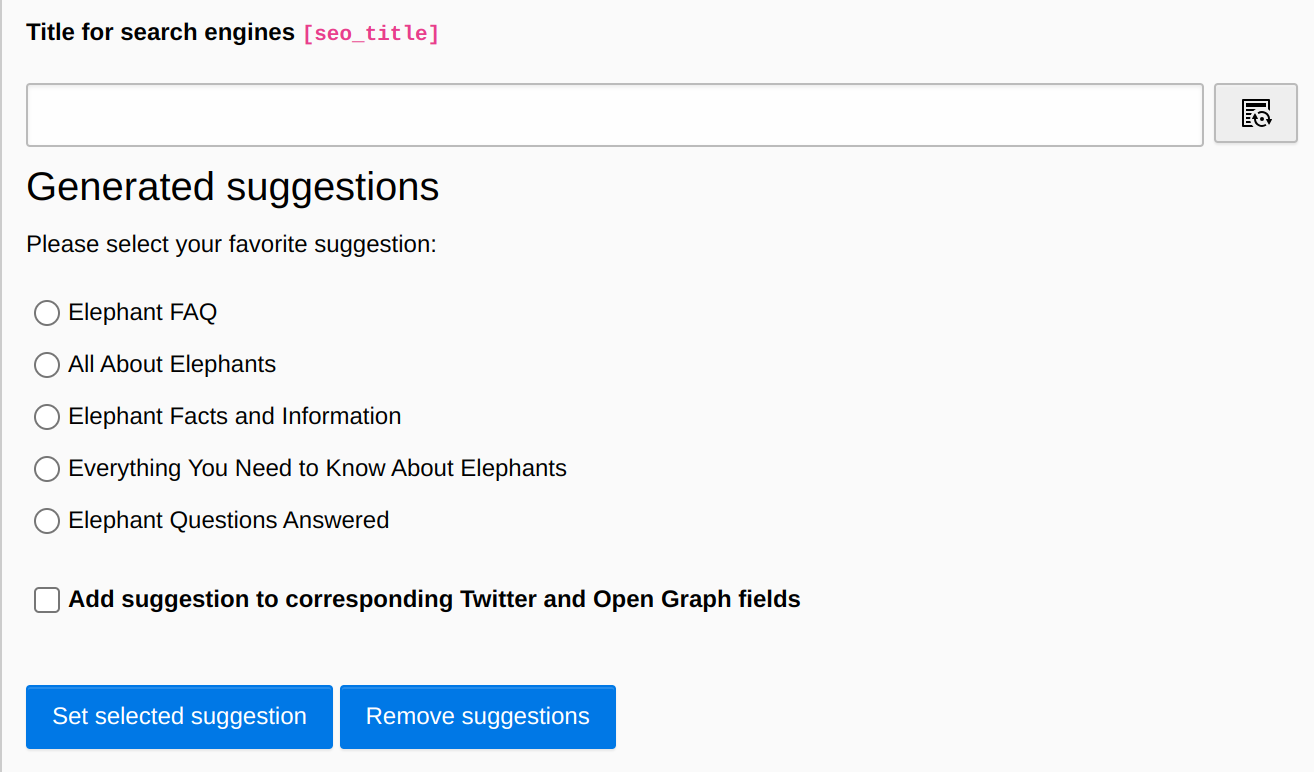 Title for search engines [seo_title]
Generated suggestions
Please select your favorite suggestion:
Elephant FAQ
All About Elephants
Elephant Facts and Information
Everything You Need to Know About Elephants
Elephant Questions Answered
Add suggestion to corresponding Twitter and Open Graph fields
Set selected suggestion Remove suggestions